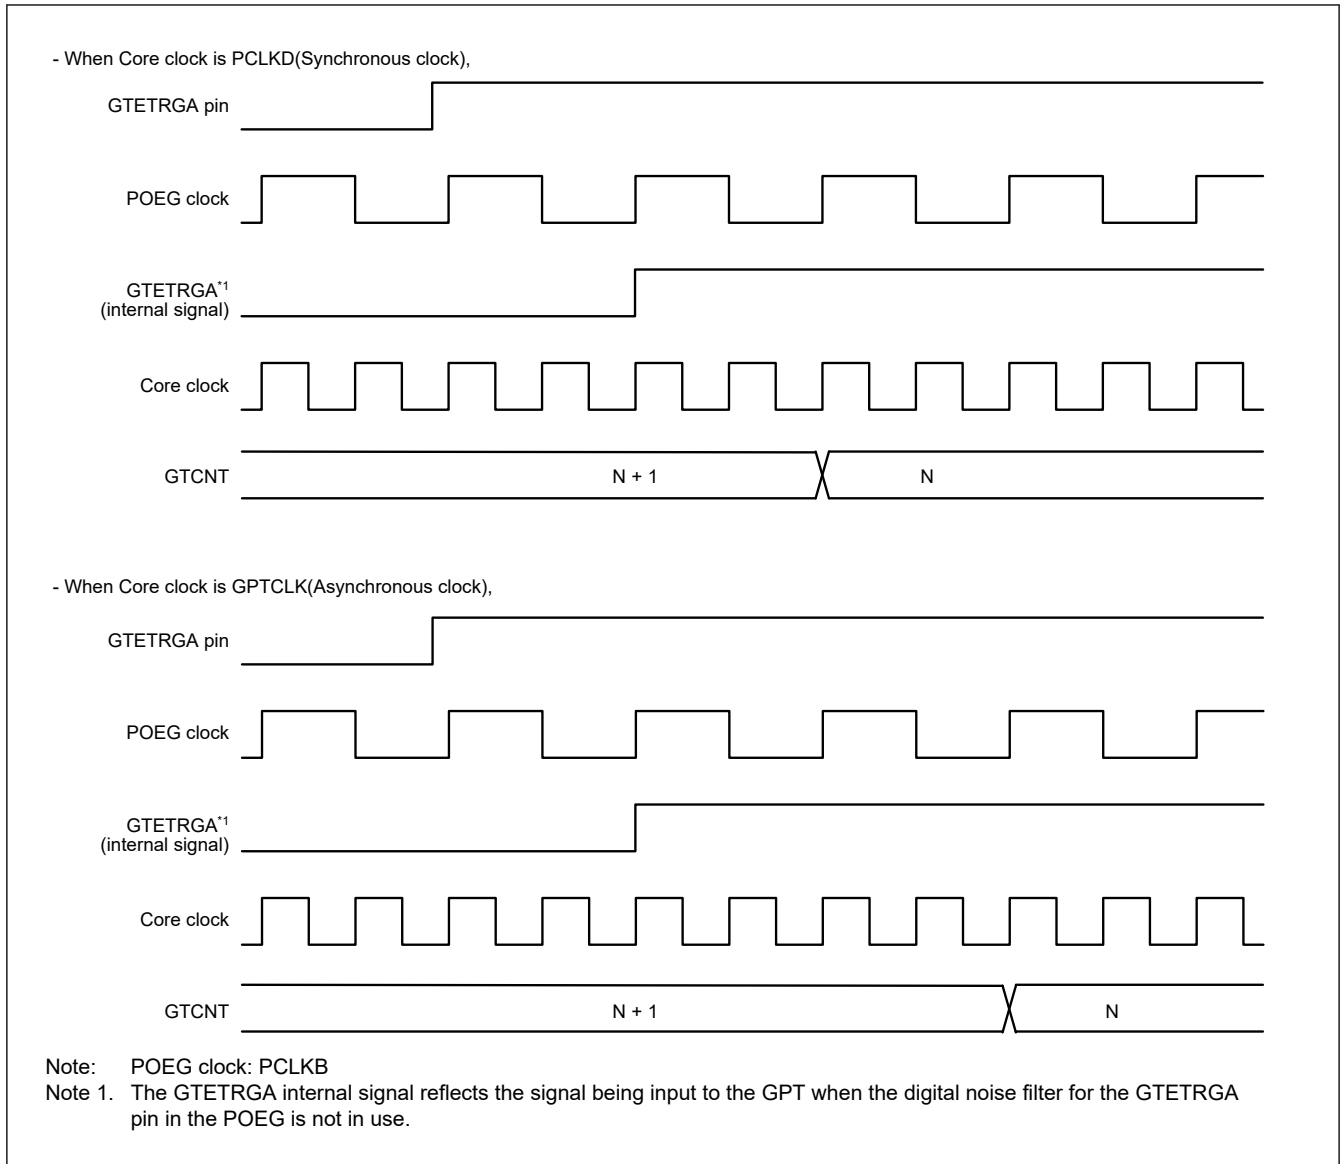 - When Core clock is PCLKD(Synchronous clock),
GTETRGA pin
POEG clock
GTETRGA*1
(internal signal)
Core clock
GTCNT
N + 1
N
- When Core clock is GPTCLK(Asynchronous clock),
GTETRGA pin
POEG clock
GTETRGA*1
(internal signal)
Core clock
GTCNT
N + 1
N
Note: POEG clock: PCLKB
Note 1. The GTETRGA internal signal reflects the signal being input to the GPT when the digital noise filter for the GTETRGA
pin in the POEG is not in use.